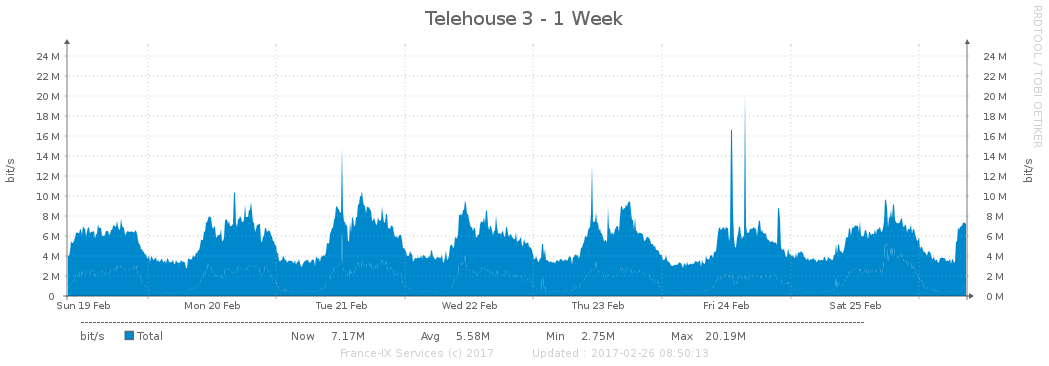 Telehouse 3 - 1 Week
RRDTOOL / TOBI OETIKER
24 M 24 M
22 M 22 M
20 M 20 M
18 M 18 M
16 M 16 M
14 M 14 M
12 M 12 M
10 M 10 M
8 M 8 M
6 M 6 M
4 M 4 M
2 M 2 M
0 0 M
bit/s bit/s
Sun 19 Feb Mon 20 Feb Tue 21 Feb Wed 22 Feb Thu 23 Feb Fri 24 Feb Sat 25 Feb
bit/s Total Now 7.17M Avg 5.58M Min 2.75M Max 20.19M
France-IX Services (c) 2017 Updated : 2017-02-26 08:50:13